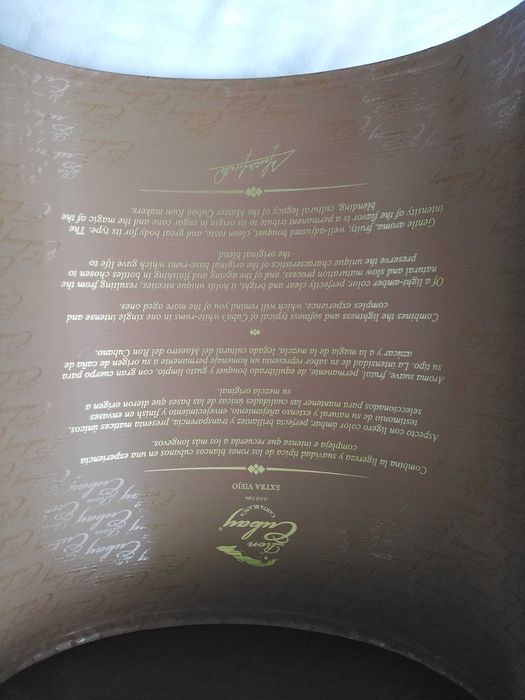 Ron
Cubay
CARTA BLANCA
D.O.P. Cuba
EXTRA VIEJO
Combina la ligereza y suavidad típica de los rones blancos cubanos en una experiencia
compleja e intensa que recuerda a los más longevos.
Aspecto con ligero color ambar, perfecta brillantez y transparencia, presenta matices únicos,
testimonio de su natural y extenso añejamiento, envejecimiento y finish en envases
seleccionados para mantener las cualidades únicas de las bases que dieron origen a
su mezcla original.
Aroma suave, frutal, permanente, de equilibrado bouquet y gusto limpio, con gran cuerpo para
su tipo. La intensidad de su sabor representa un homenaje permanente a su origen de caña de
azucar y a la magia de la mezcla, legado cultural del Maestro del Ron Cubano.
Combines the lightness and softness typical of Cuba's white-runs in one single intense and
complex experience, which will remind you of the more aged ones.
Of a light-amber color, perfectly clear and bright, it holds unique niceties, resulting from the
natural and slow maturation process, and of the ageing and finishing in bottles chosen to
preserve the unique characteristics of the original base-runs which gave life to
the original blend.
Gentle aroma, fruity, well-adjusted bouquet, clean taste, and great body for its type. The
intensity of the flavor is a permanent tribute to its origin in sugar cane and the magic of the
blending, cultural legacy of the Master Cuban Rum makers.